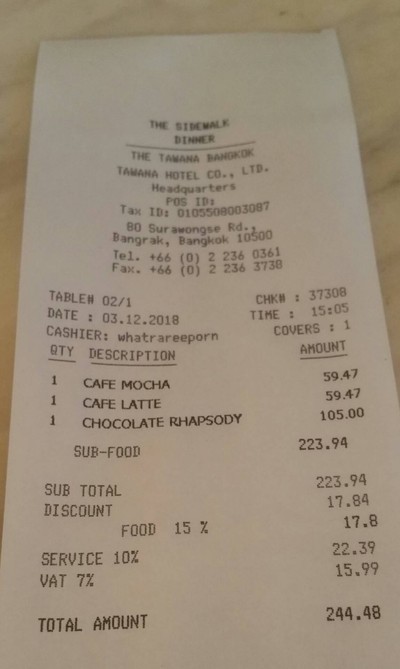 THE SIDEWALK
DINNER
THE TAWANA BANGKOK
TAWANA HOTEL CO., LTD.
Headquarters
POS ID:
Tax ID: 0105508003087
80 Surawongse Rd.,
Bangrak, Bangkok 10500
Tel. +66 (0) 2 236 0361
Fax. +66 (0) 2 236 3738
TABLE# 02/1 CHK# : 37308
DATE : 03.12.2018 TIME : 15:05
CASHIER: whatrareeporn COVERS : 1
QTY DESCRIPTION AMOUNT
1 CAFE MOCHA 59.47
1 CAFE LATTE 59.47
1 CHOCOLATE RHAPSODY 105.00
SUB-FOOD 223.94
SUB TOTAL 223.94
DISCOUNT 17.84
FOOD 15 % 17.8
SERVICE 10% 22.39
VAT 7% 15.99
TOTAL AMOUNT 244.48